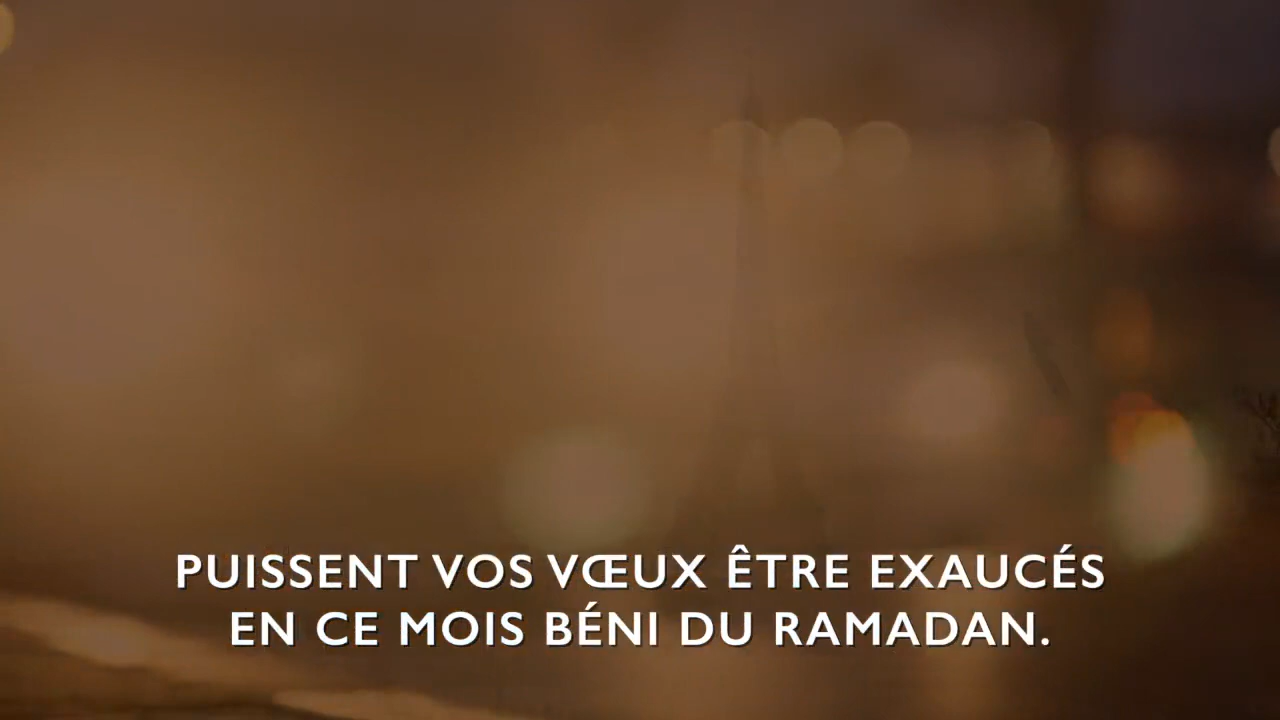 PUISSENT VOS VŒUX ÊTRE EXAUCÉS
EN CE MOIS BÉNI DU RAMADAN.